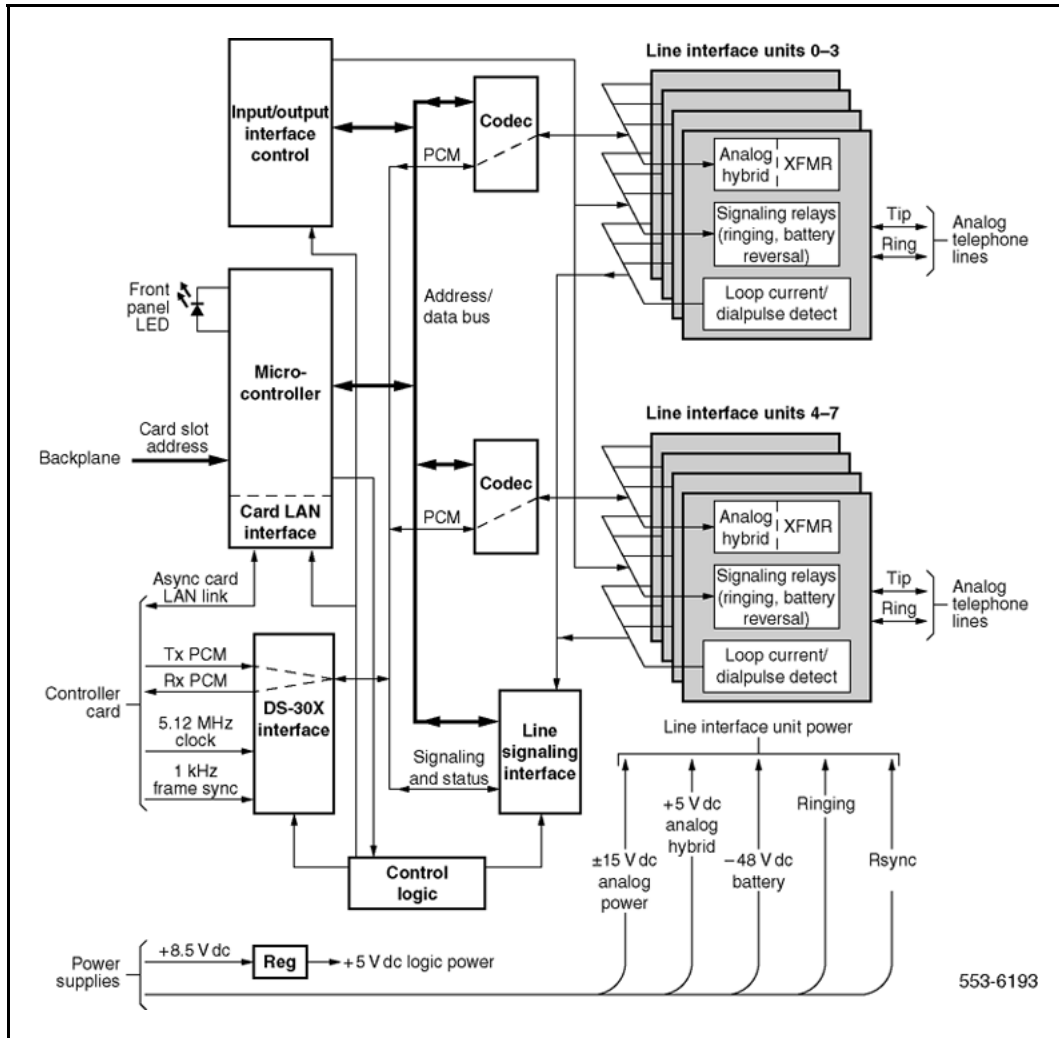 Line interface units 0–3
Input/output
interface
control
Codec
PCM
Analog
hybrid
XFMR
Signaling relays
(ringing, battery
reversal)
Loop current/
dialpulse detect
Tip
Ring
Analog
telephone
lines
Front
panel
LED
Address/
data bus
Micro-
controller
Card slot
address
Backplane
Card LAN
interface
Line interface units 4–7
Codec
PCM
Analog
hybrid
XFMR
Signaling relays
(ringing, battery
reversal)
Loop current/
dialpulse detect
Tip
Ring
Analog
telephone
lines
Async card
LAN link
Tx PCM
Rx PCM
Controller
card
5.12 MHz
clock
1 kHz
frame sync
DS-30X
interface
Signaling
and status
Line
signaling
interface
Control
logic
Line interface unit power
±15 V dc
analog
power
+5 V dc
analog
hybrid
–48 V dc
battery
Ringing
Rsync
Power
supplies
+8.5 V dc
Reg
+5 V dc logic power
553-6193